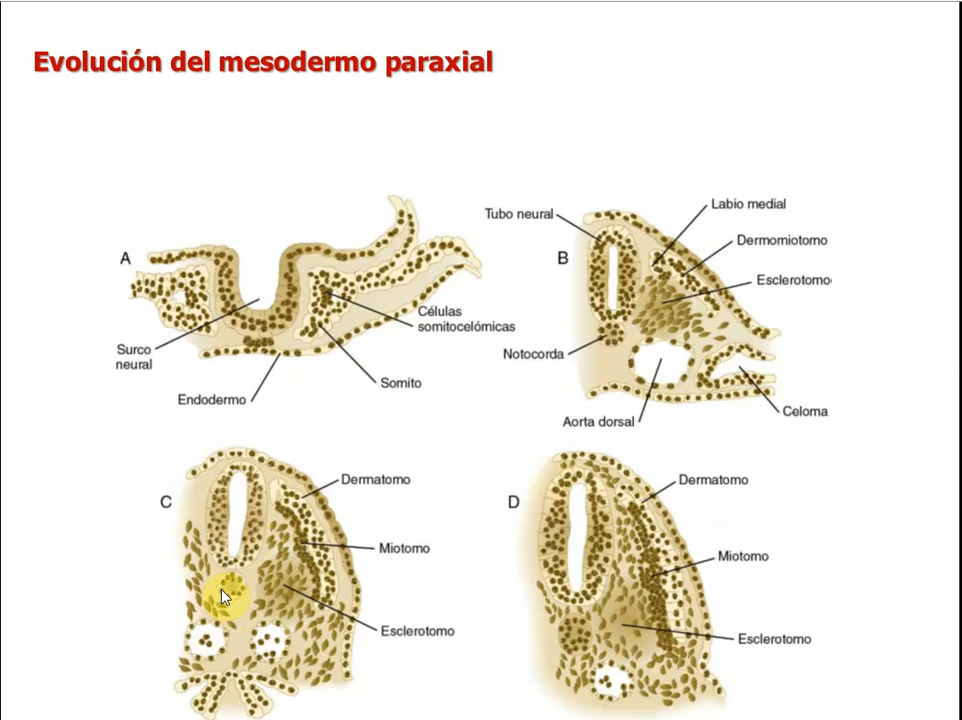 Evolución del mesodermo paraxial
A
Surco
neural
Endodermo
Células
somitocelómicas
Somito
B
Tubo neural
Labio medial
Dermomiotomo
Esclerotomo
Notocorda
Aorta dorsal
Celoma
C
Dermatomo
Miotomo
Esclerotomo
D
Dermatomo
Miotomo
Esclerotomo